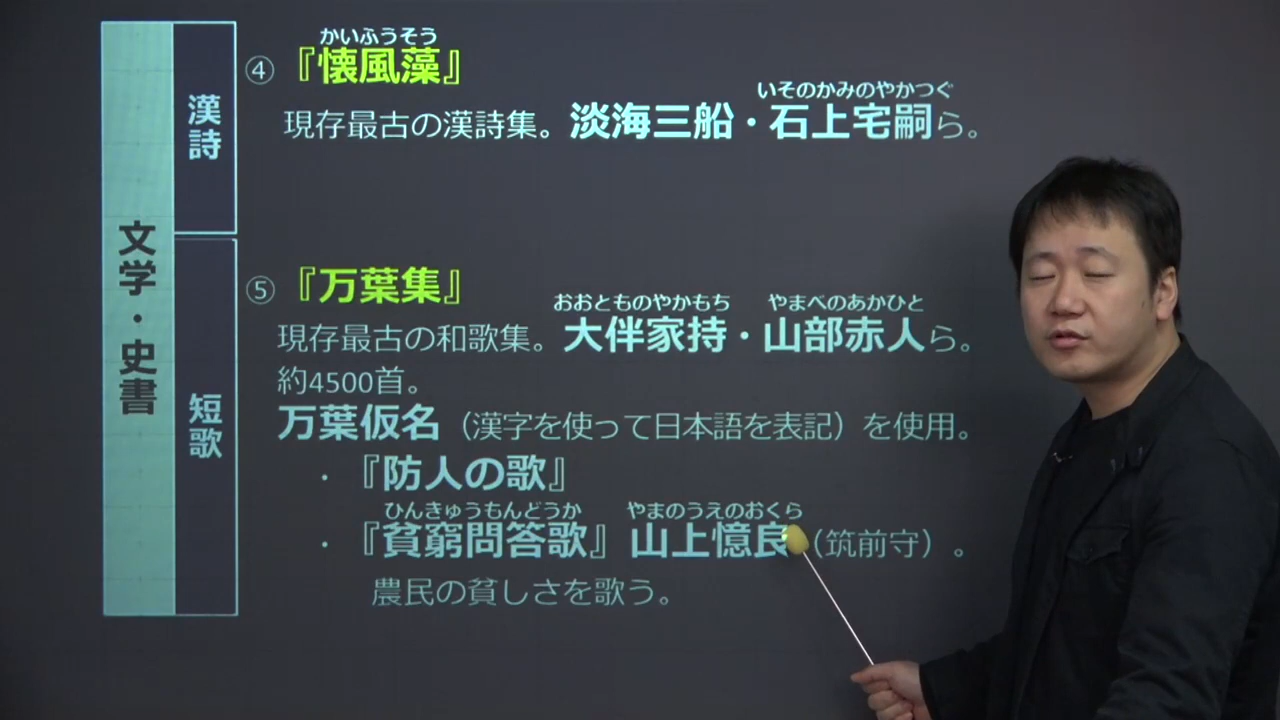 文学・史書
漢詩
④ 『懐風藻』
かいふうそう
現存最古の漢詩集。淡海三船・石上宅嗣ら。
いそのかみのやかつぐ
短歌
⑤ 『万葉集』
おおとものやかもち やまべのあかひと
現存最古の和歌集。大伴家持・山部赤人ら。
約4500首。
万葉仮名（漢字を使って日本語を表記）を使用。
・『防人の歌』
ひんきゅうもんどうか やまのうえのおくら
・『貧窮問答歌』山上憶良（筑前守）。
農民の貧しさを歌う。